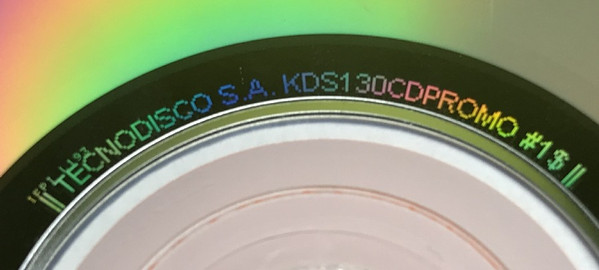 || TECNODISCO S.A. KDS130CDPROMO #1$ ||